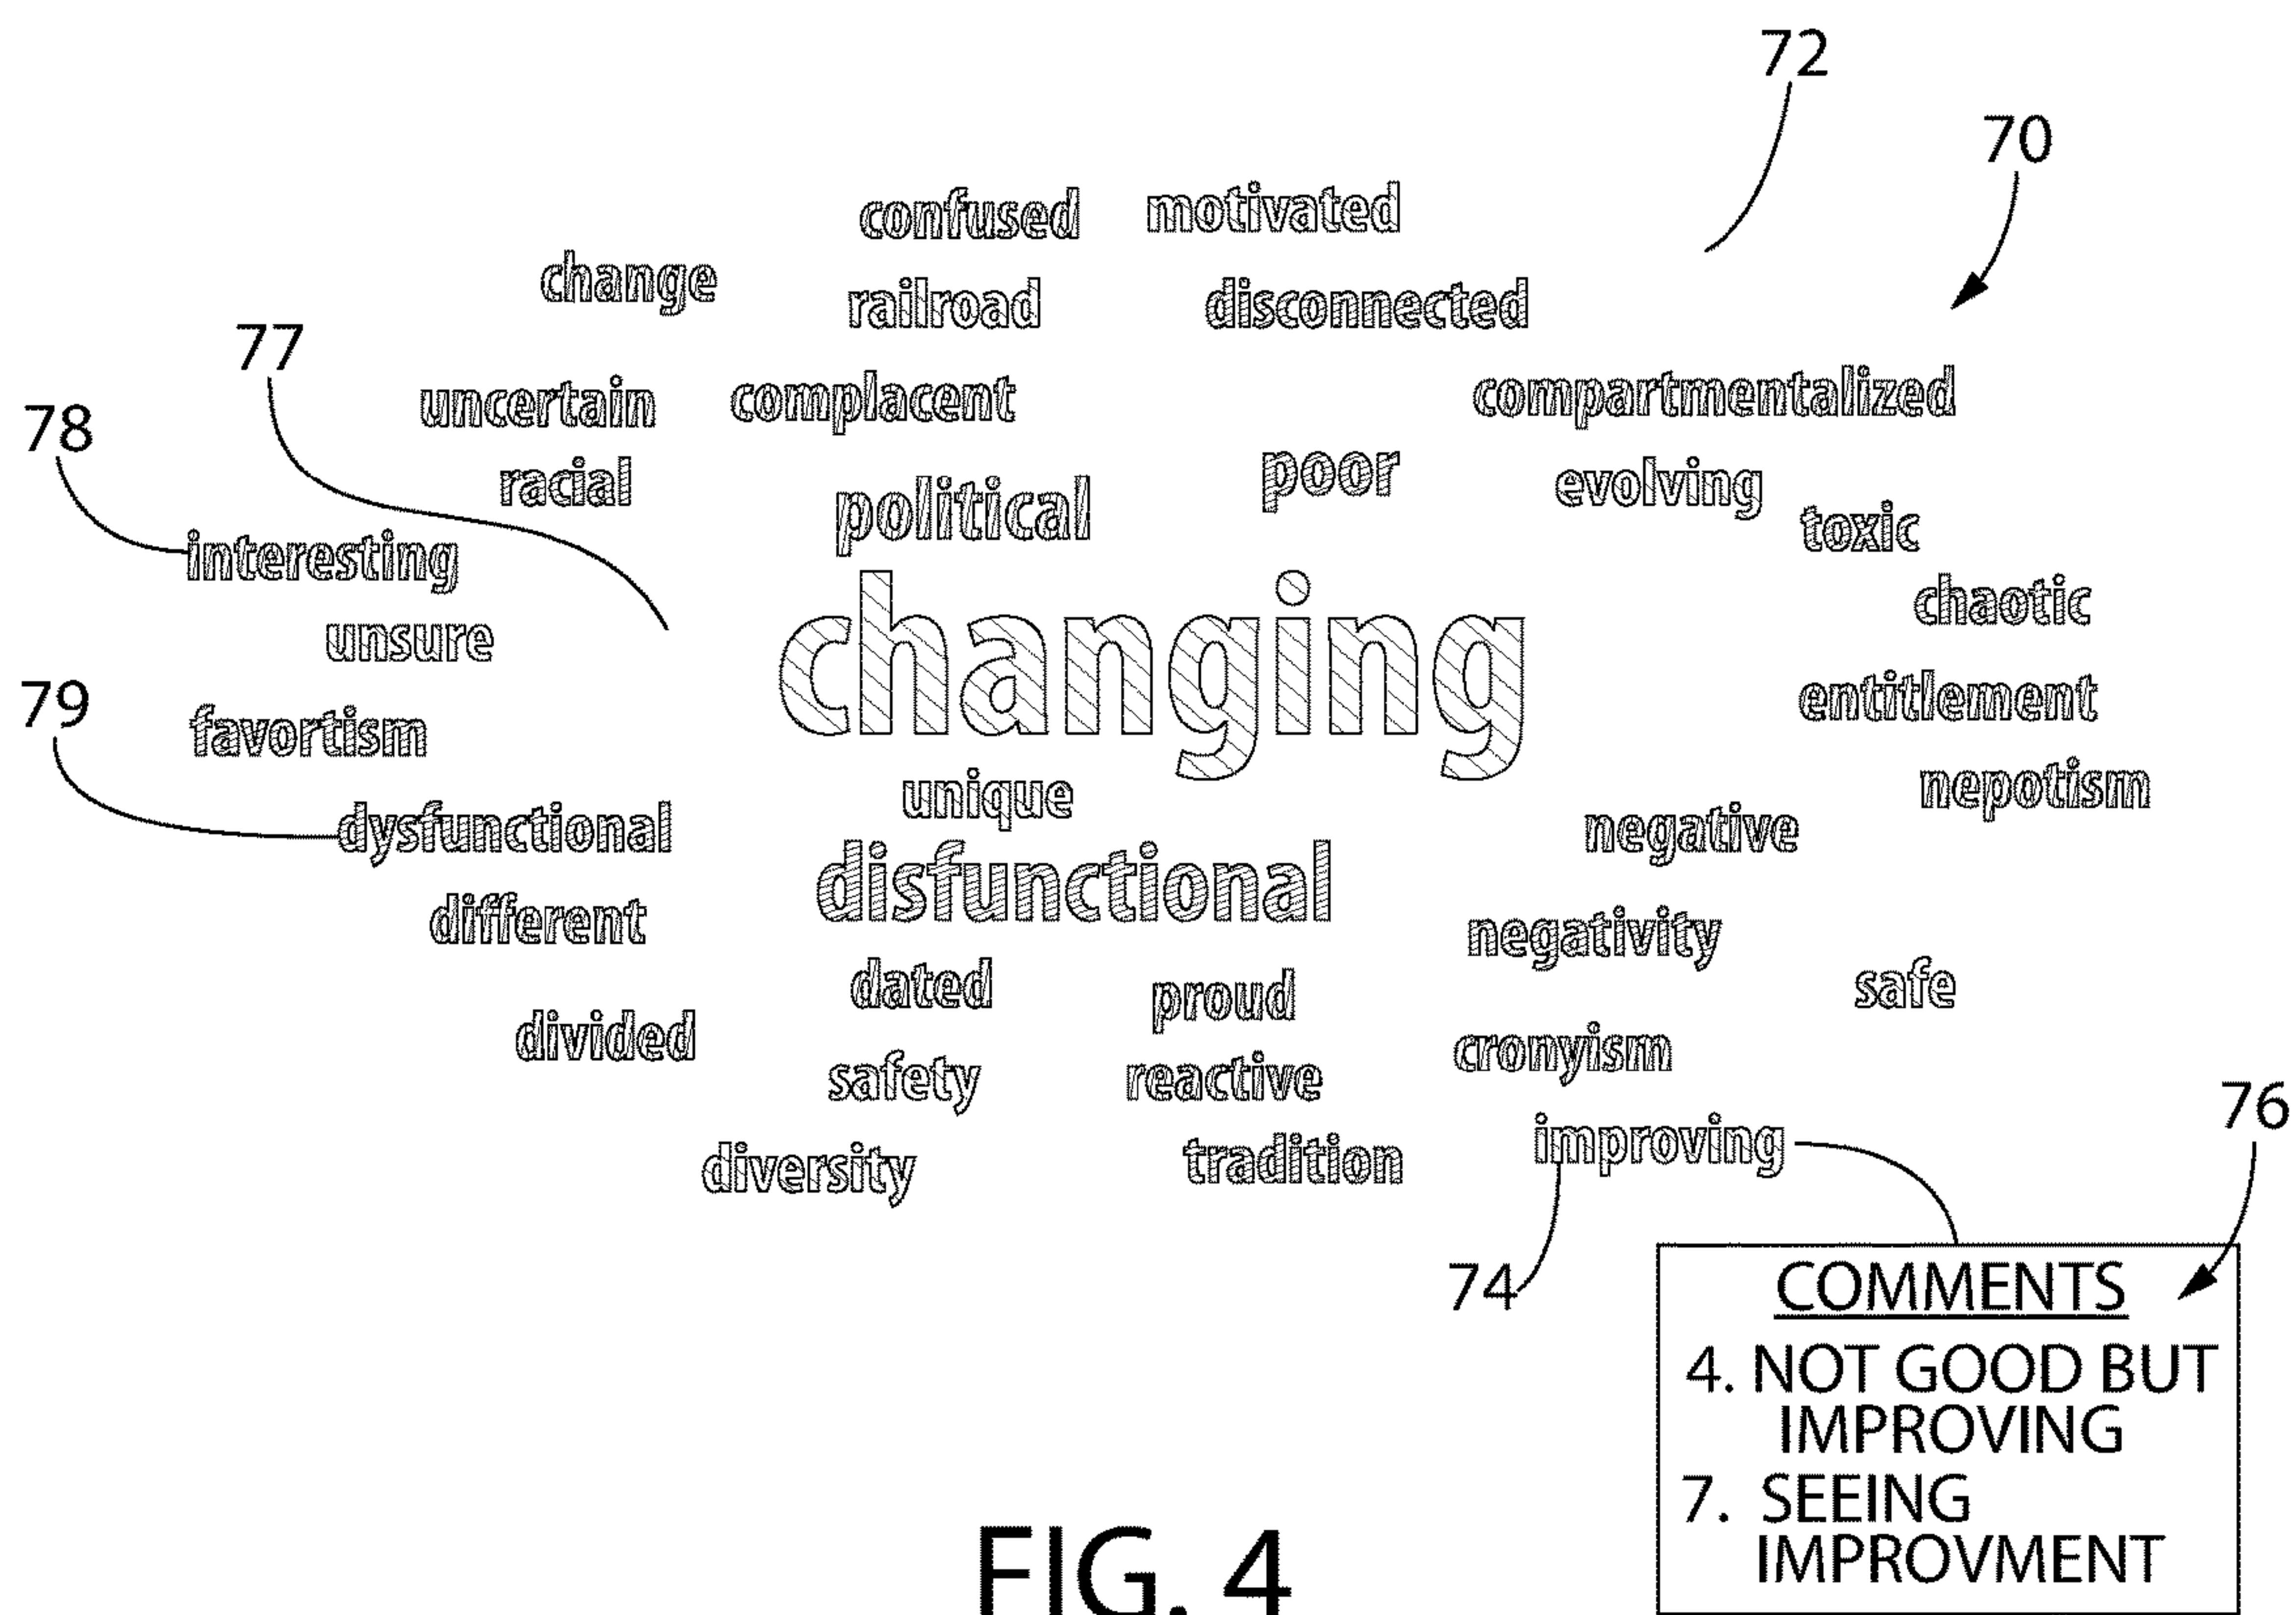 72
70
confused motivated
change railroad disconnected
77
uncertain complacent compartmentalized
78
racial political poor evolving
toxic
interesting
changing
chaotic
unsure
79
favortism
entitlement
unique
nepotism
dysfunctional
negative
disfunctional
different
negativity
dated proud safe
divided
cronyism
safety reactive
76
diversity tradition improving
74
COMMENTS
4. NOT GOOD BUT
IMPROVING
7. SEEING
IMPROVMENT
FIG. 4